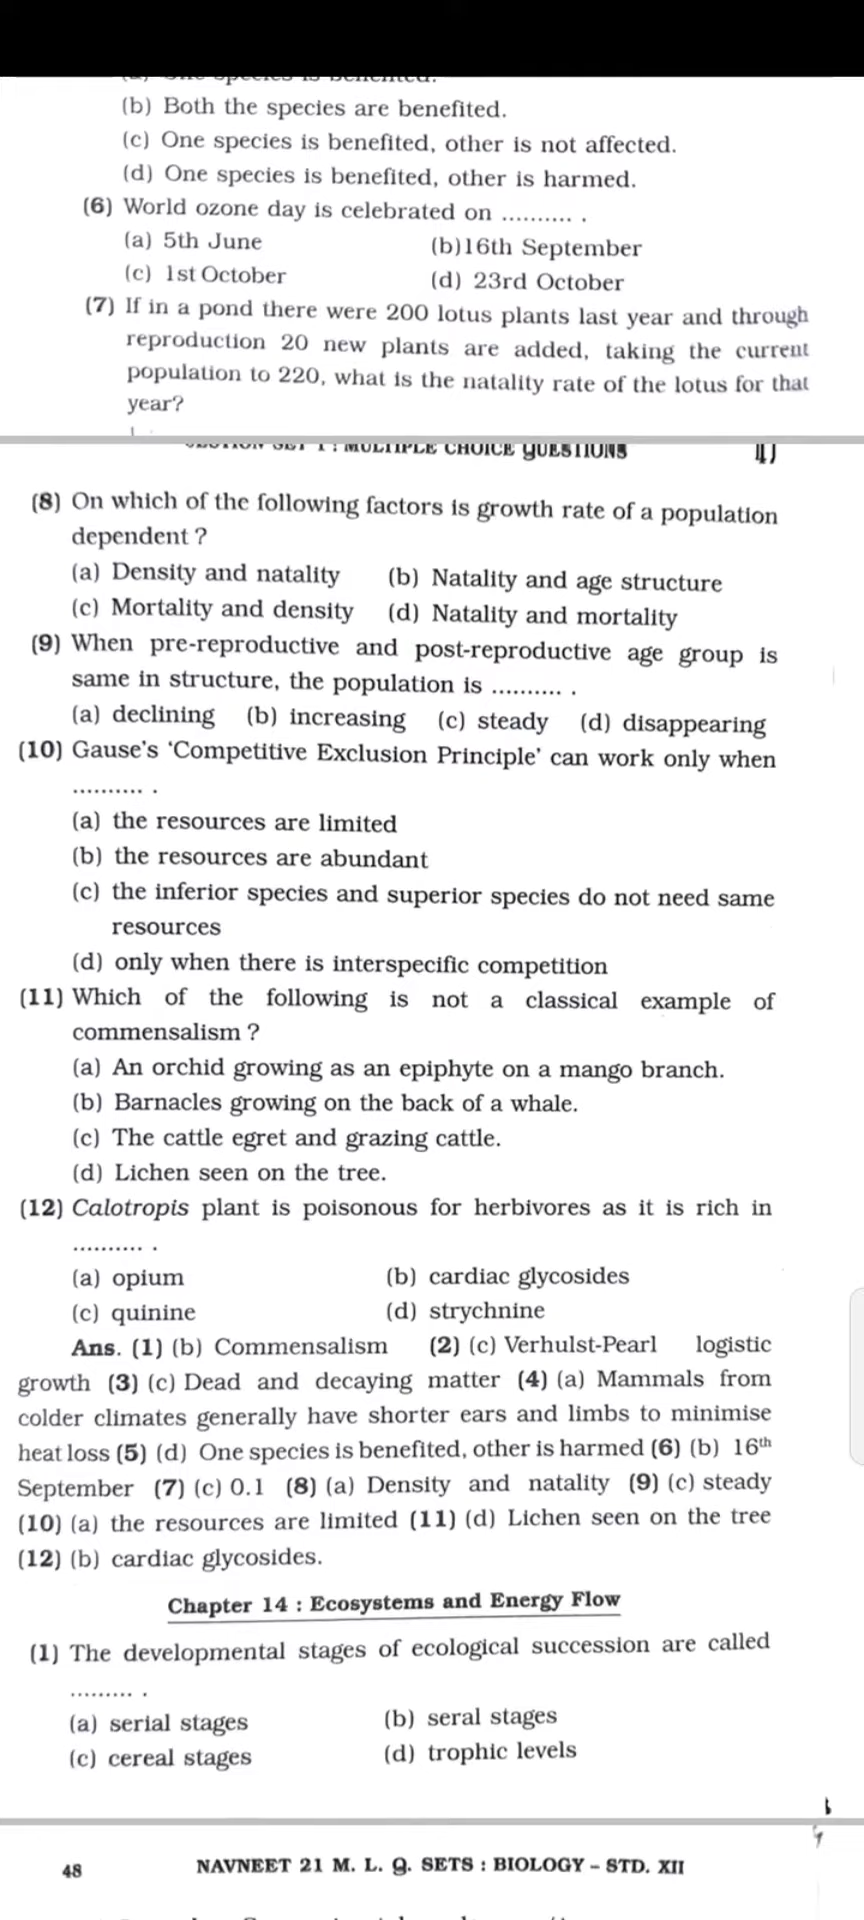 (b) Both the species are benefited.
(c) One species is benefited, other is not affected.
(d) One species is benefited, other is harmed.
(6) World ozone day is celebrated on .......... .
(a) 5th June (b)16th September
(c) 1st October (d) 23rd October
(7) If in a pond there were 200 lotus plants last year and through
reproduction 20 new plants are added, taking the current
population to 220, what is the natality rate of the lotus for that
year?
SET 1 : MULTIPLE CHOICE QUESTIONS
(8) On which of the following factors is growth rate of a population
dependent ?
(a) Density and natality (b) Natality and age structure
(c) Mortality and density (d) Natality and mortality
(9) When pre-reproductive and post-reproductive age group is
same in structure, the population is .......... .
(a) declining (b) increasing (c) steady (d) disappearing
(10) Gause's 'Competitive Exclusion Principle' can work only when
.......... .
(a) the resources are limited
(b) the resources are abundant
(c) the inferior species and superior species do not need same
resources
(d) only when there is interspecific competition
(11) Which of the following is not a classical example of
commensalism ?
(a) An orchid growing as an epiphyte on a mango branch.
(b) Barnacles growing on the back of a whale.
(c) The cattle egret and grazing cattle.
(d) Lichen seen on the tree.
(12) Calotropis plant is poisonous for herbivores as it is rich in
.......... .
(a) opium (b) cardiac glycosides
(c) quinine (d) strychnine
Ans. (1) (b) Commensalism (2) (c) Verhulst-Pearl logistic
growth (3) (c) Dead and decaying matter (4) (a) Mammals from
colder climates generally have shorter ears and limbs to minimise
heat loss (5) (d) One species is benefited, other is harmed (6) (b) 16th
September (7) (c) 0.1 (8) (a) Density and natality (9) (c) steady
(10) (a) the resources are limited (11) (d) Lichen seen on the tree
(12) (b) cardiac glycosides.
Chapter 14 : Ecosystems and Energy Flow
(1) The developmental stages of ecological succession are called
......... .
(a) serial stages (b) seral stages
(c) cereal stages (d) trophic levels
48 NAVNEET 21 M. L. Q. SETS : BIOLOGY – STD. XII